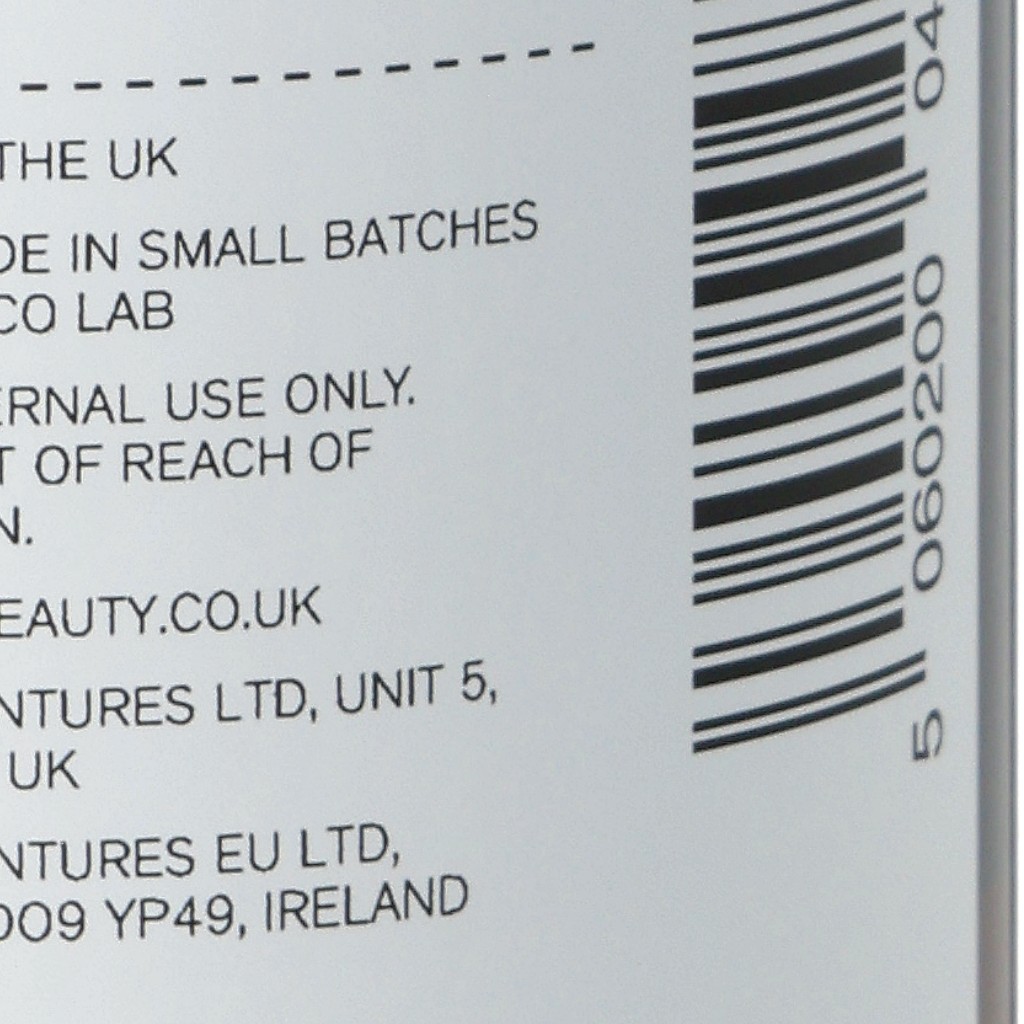 THE UK
DE IN SMALL BATCHES
CO LAB
ERNAL USE ONLY.
T OF REACH OF
N.
EAUTY.CO.UK
NTURES LTD, UNIT 5,
UK
NTURES EU LTD,
D09 YP49, IRELAND
5 060200 04